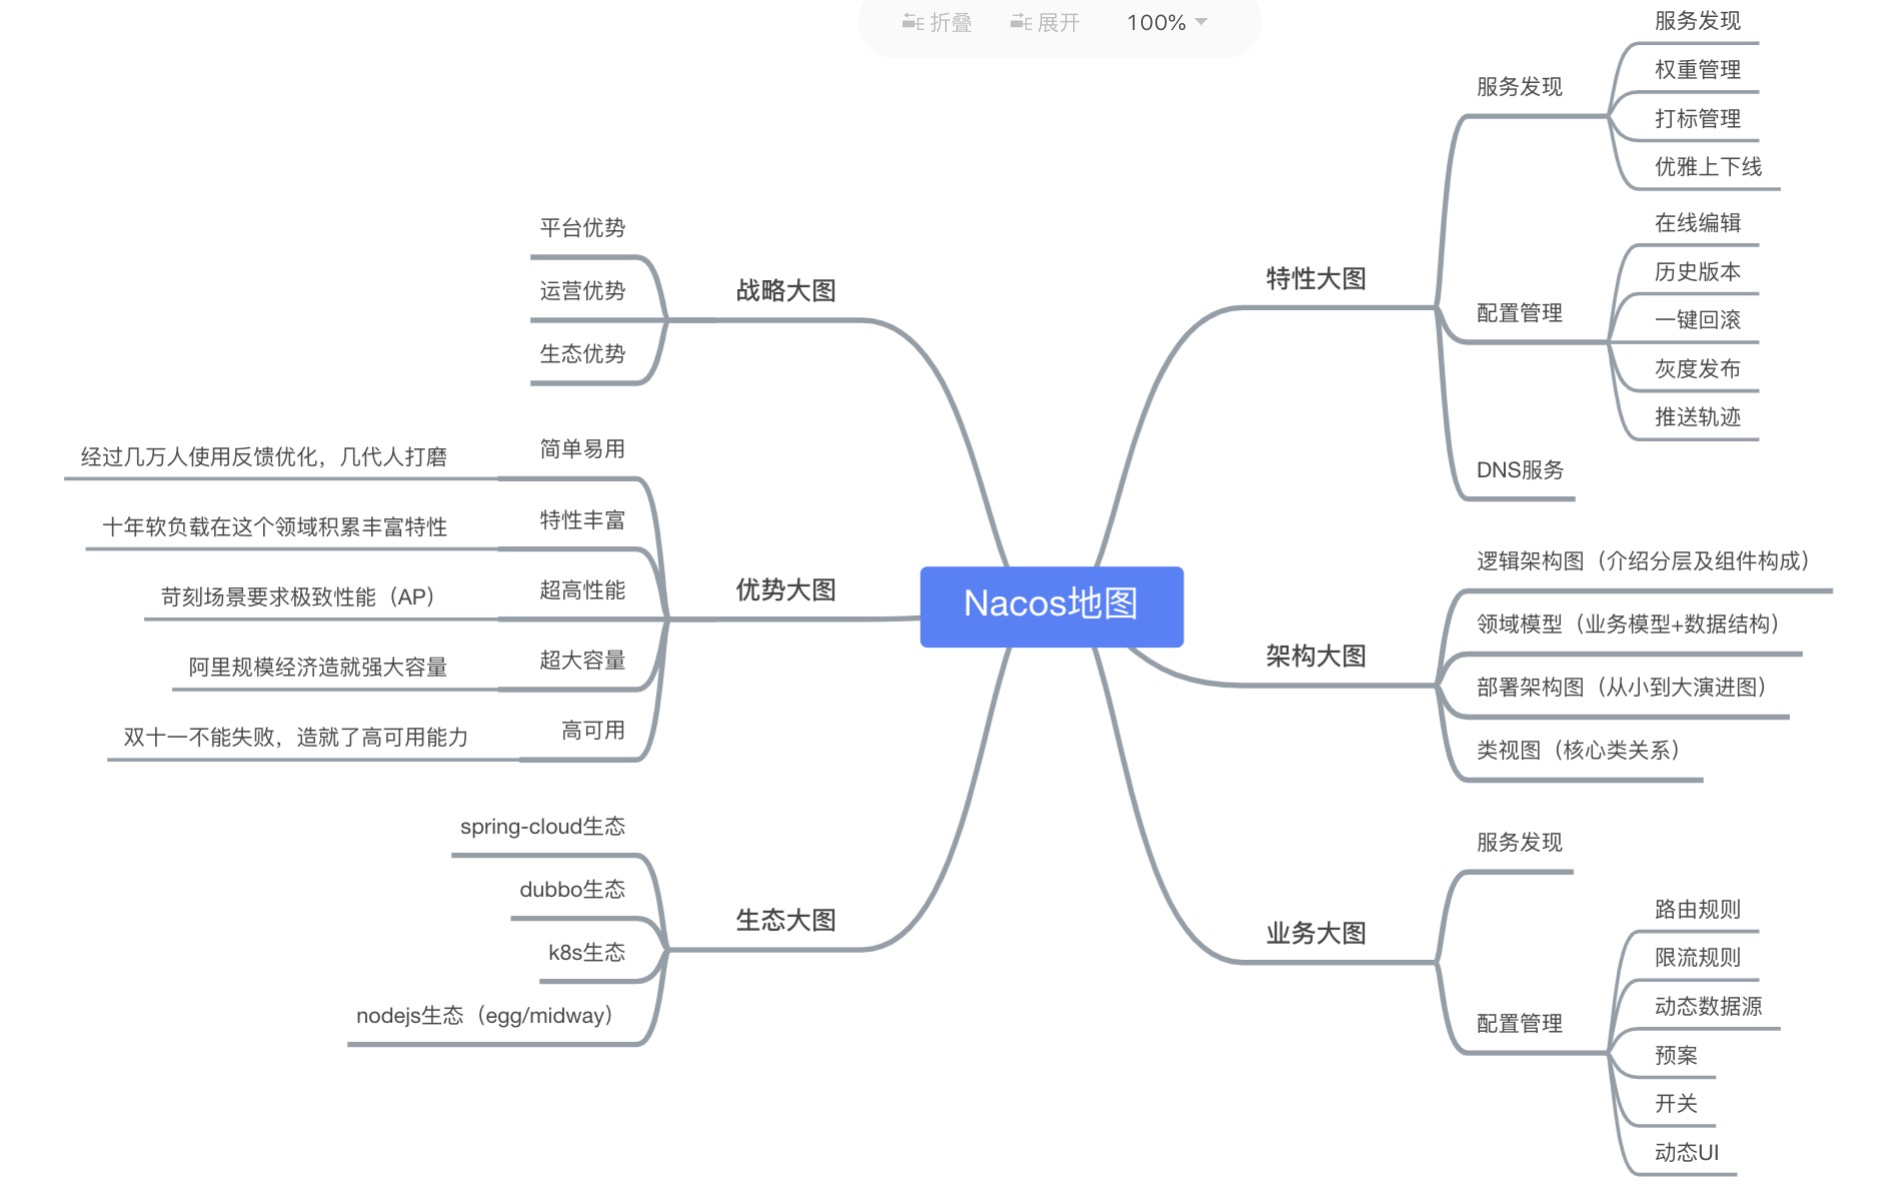 折叠 展开 100%
Nacos地图
特性大图
服务发现
服务发现
权重管理
打标管理
优雅上下线
配置管理
在线编辑
历史版本
一键回滚
灰度发布
推送轨迹
DNS服务
架构大图
逻辑架构图（介绍分层及组件构成）
领域模型（业务模型+数据结构）
部署架构图（从小到大演进图）
类视图（核心类关系）
业务大图
服务发现
配置管理
路由规则
限流规则
动态数据源
预案
开关
动态UI
战略大图
平台优势
运营优势
生态优势
优势大图
简单易用
经过几万人使用反馈优化，几代人打磨
特性丰富
十年软负载在这个领域积累丰富特性
超高性能
苛刻场景要求极致性能（AP）
超大容量
阿里规模经济造就强大容量
高可用
双十一不能失败，造就了高可用能力
生态大图
spring-cloud生态
dubbo生态
k8s生态
nodejs生态（egg/midway）